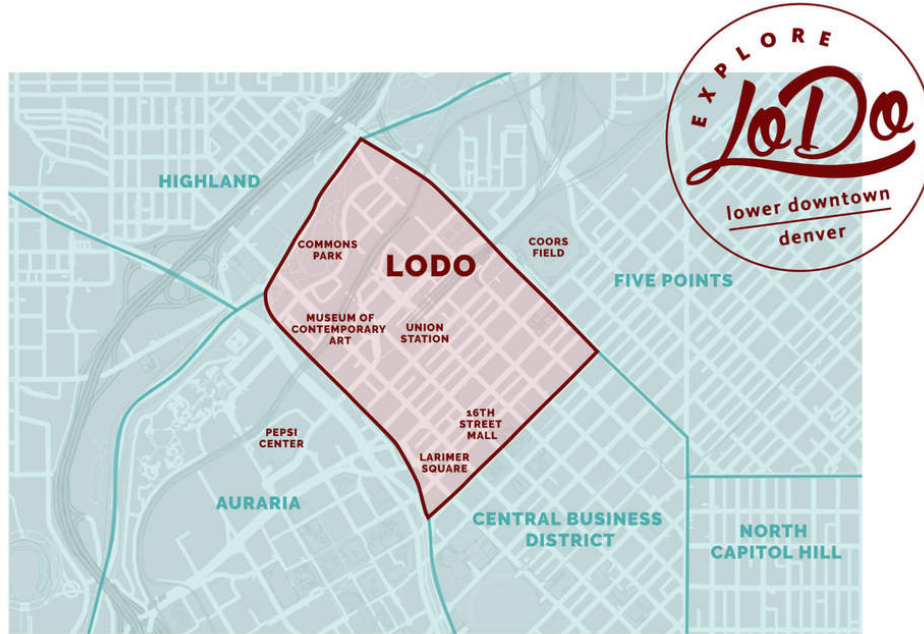 EXPLORE
LoDo
lower downtown
denver
HIGHLAND
COMMONS
PARK
LODO
COORS
FIELD
FIVE POINTS
MUSEUM OF
CONTEMPORARY
ART
UNION
STATION
16TH
STREET
MALL
PEPSI
CENTER
LARIMER
SQUARE
AURARIA
CENTRAL BUSINESS
DISTRICT
NORTH
CAPITOL HILL